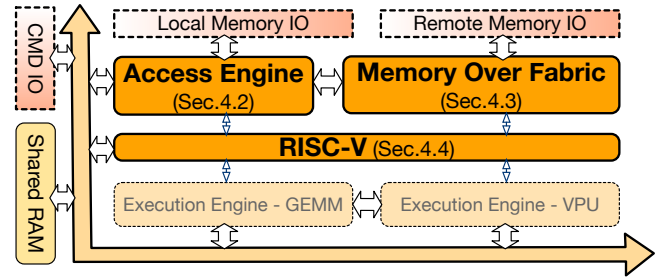 Local Memory IO
Remote Memory IO
CMD IO
Access Engine
(Sec.4.2)
Memory Over Fabric
(Sec.4.3)
RISC-V (Sec.4.4)
Shared RAM
Execution Engine - GEMM
Execution Engine - VPU